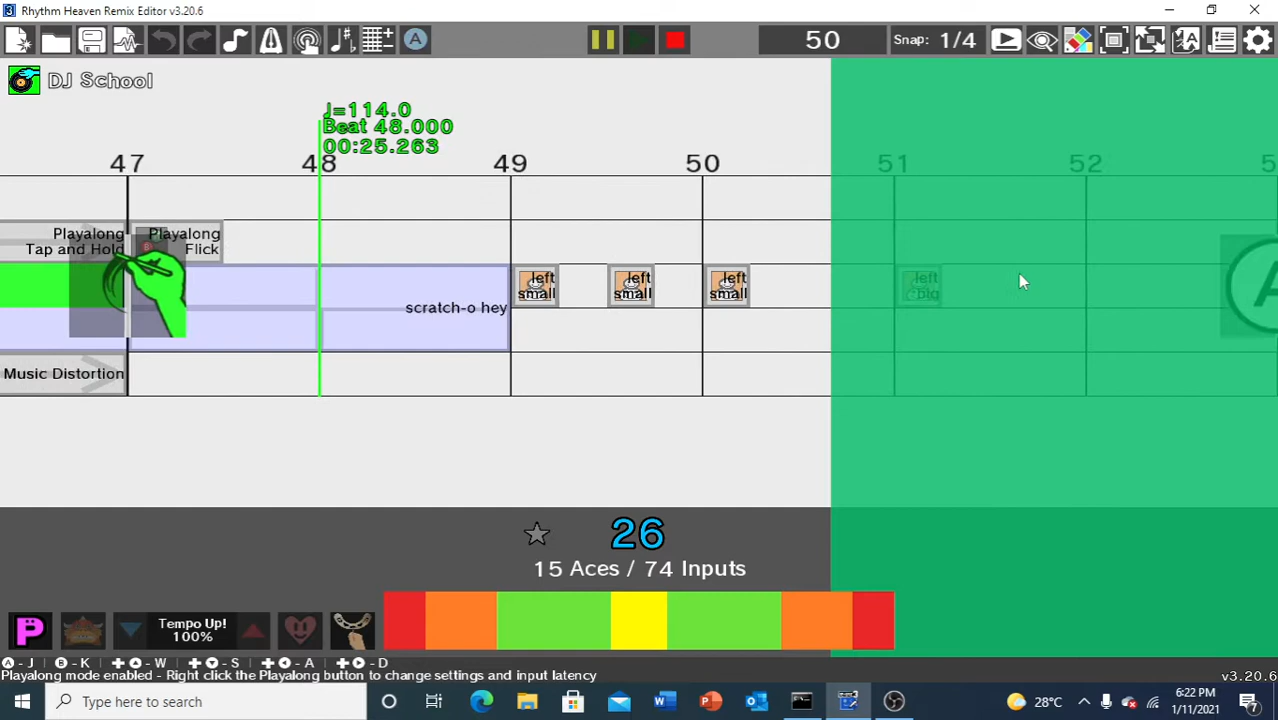 Rhythm Heaven Remix Editor v3.20.6
A
50
Snap: 1/4
DJ School
♩=114.0
Beat 48.000
00:25.263
47 48 49 50 51 52 5
Playalong
Tap and Hold
Playalong
Flick
left
small
left
small
left
small
left
big
scratch-o hey
A
Music Distortion
26
15 Aces / 74 Inputs
P
Tempo Up!
100%
A - J B - K ▲ - W ▼ - S ◀ - A ▶ - D
Playalong mode enabled - Right click the Playalong button to change settings and input latency
v3.20.6
Type here to search
28°C
6:22 PM
1/11/2021
7